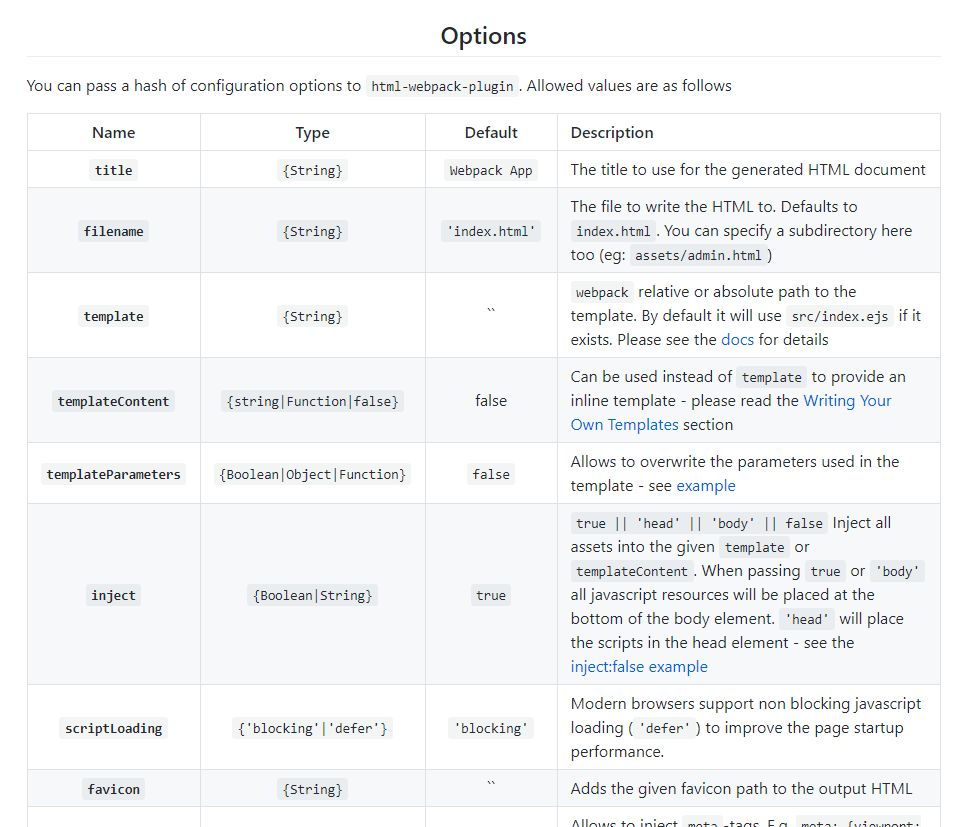 Options
You can pass a hash of configuration options to html-webpack-plugin. Allowed values are as follows
Name Type Default Description
title {String} Webpack App The title to use for the generated HTML document
The file to write the HTML to. Defaults to
filename {String} 'index.html' index.html. You can specify a subdirectory here
too (eg: assets/admin.html)
webpack relative or absolute path to the
template {String} `` template. By default it will use src/index.ejs if it
exists. Please see the docs for details
Can be used instead of template to provide an
templateContent {string|Function|false} false inline template - please read the Writing Your
Own Templates section
Allows to overwrite the parameters used in the
templateParameters {Boolean|Object|Function} false
template - see example
true || 'head' || 'body' || false Inject all
assets into the given template or
templateContent. When passing true or 'body'
inject {Boolean|String} true all javascript resources will be placed at the
bottom of the body element. 'head' will place
the scripts in the head element - see the
inject:false example
Modern browsers support non blocking javascript
scriptLoading {'blocking'|'defer'} 'blocking' loading ('defer') to improve the page startup
performance.
favicon {String} `` Adds the given favicon path to the output HTML
Allows to inject meta-tags. E.g. meta: {viewport: